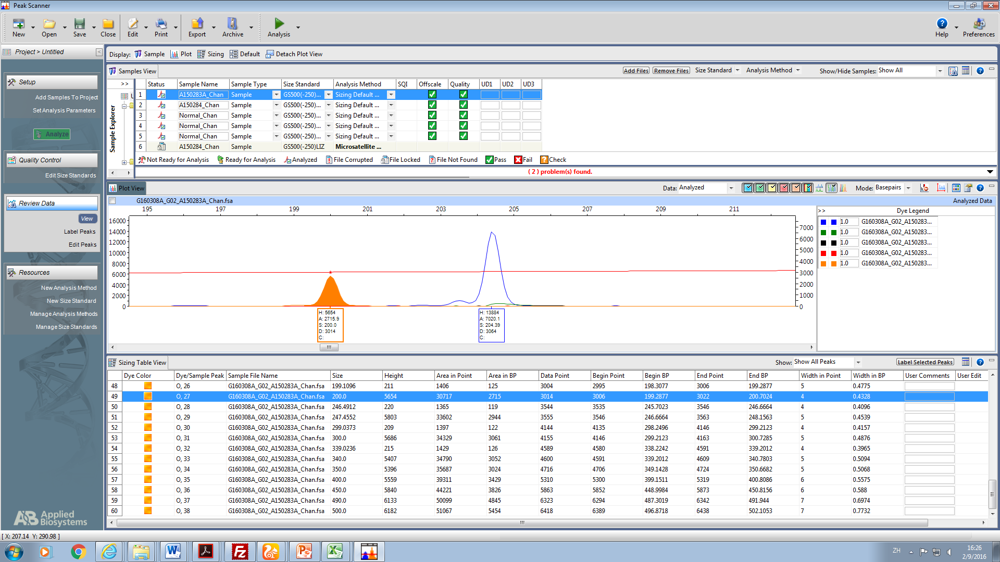 Peak Scanner
New Open Save Close Edit Print Export Archive Analysis Help Preferences
Project > Untitled <
Setup
Add Samples To Project
Set Analysis Parameters
Analyze
Quality Control
Edit Size Standards
Review Data
View
Label Peaks
Edit Peaks
Resources
New Analysis Method
New Size Standard
Manage Analysis Methods
Manage Size Standards
AB Applied Biosystems
Display: Sample Plot Sizing Default Detach Plot View
Samples View Add Files Remove Files Size Standard Analysis Method Show/Hide Samples: Show All
>> Status Sample Name Sample Type Size Standard Analysis Method SQI Offscale Quality UD1 UD2 UD3
Sample Explorer
U
1 A150283A_Chan Sample GS500(-250)... Sizing Default ...
2 A150284_Chan Sample GS500(-250)... Sizing Default ...
3 Normal_Chan Sample GS500(-250)... Sizing Default ...
4 Normal_Chan Sample GS500(-250)... Sizing Default ...
5 Normal_Chan Sample GS500(-250)... Sizing Default ...
6 A150284_Chan Sample GS500(-250)LIZ Microsatellite ...
Not Ready for Analysis Ready for Analysis Analyzed File Corrupted File Locked File Not Found Pass Fail Check
( 2 ) problem(s) found.
Plot View Data: Analyzed Mode: Basepairs
G160308A_G02_A150283A_Chan.fsa Analyzed Data
195 197 199 201 203 205 207 209 211
16000
14000
12000
10000
8000
6000
4000
2000
0
7000
6000
5000
4000
3000
2000
1000
0
H: 5654
A: 2715.9
S: 200.0
D: 3014
C:
H: 13884
A: 7020.1
S: 204.39
D: 3064
C:
>> Dye Legend
1.0 G160308A_G02_A150283...
1.0 G160308A_G02_A150283...
1.0 G160308A_G02_A150283...
1.0 G160308A_G02_A150283...
1.0 G160308A_G02_A150283...
Sizing Table View Show: Show All Peaks Label Selected Peaks
Dye Color Dye/Sample Peak Sample File Name Size Height Area in Point Area in BP Data Point Begin Point Begin BP End Point End BP Width in Point Width in BP User Comments User Edit
48 O, 26 G160308A_G02_A150283A_Chan.fsa 199.1096 211 1406 125 3004 2995 198.3077 3006 199.2877 5 0.4775
49 O, 27 G160308A_G02_A150283A_Chan.fsa 200.0 5654 30717 2715 3014 3006 199.2877 3022 200.7024 4 0.4328
50 O, 28 G160308A_G02_A150283A_Chan.fsa 246.4912 220 1365 119 3544 3535 245.7023 3546 246.6664 4 0.4096
51 O, 29 G160308A_G02_A150283A_Chan.fsa 247.4552 5803 33602 2944 3555 3546 246.6664 3563 248.1563 5 0.4539
52 O, 30 G160308A_G02_A150283A_Chan.fsa 299.0373 209 1397 122 4144 4135 298.2496 4146 299.2123 4 0.4157
53 O, 31 G160308A_G02_A150283A_Chan.fsa 300.0 5686 34329 3061 4155 4146 299.2123 4163 300.7285 5 0.4876
54 O, 32 G160308A_G02_A150283A_Chan.fsa 339.0236 215 1429 126 4589 4580 338.2242 4591 339.2012 4 0.3965
55 O, 33 G160308A_G02_A150283A_Chan.fsa 340.0 5407 34790 3052 4600 4591 339.2012 4609 340.7803 5 0.5094
56 O, 34 G160308A_G02_A150283A_Chan.fsa 350.0 5396 35687 3024 4716 4706 349.1428 4724 350.6682 5 0.5068
57 O, 35 G160308A_G02_A150283A_Chan.fsa 400.0 5559 39311 3429 5310 5300 399.1511 5319 400.8086 6 0.5575
58 O, 36 G160308A_G02_A150283A_Chan.fsa 450.0 5840 44221 3826 5863 5852 448.9984 5873 450.8156 6 0.588
59 O, 37 G160308A_G02_A150283A_Chan.fsa 490.0 6133 50099 4845 6323 6294 487.3019 6342 491.944 7 0.6974
60 O, 38 G160308A_G02_A150283A_Chan.fsa 500.0 6182 51067 5454 6418 6389 496.8718 6438 502.1053 7 0.7732
[ X: 207.14 Y: 290.98 ]
ZH
16:26
2/9/2016